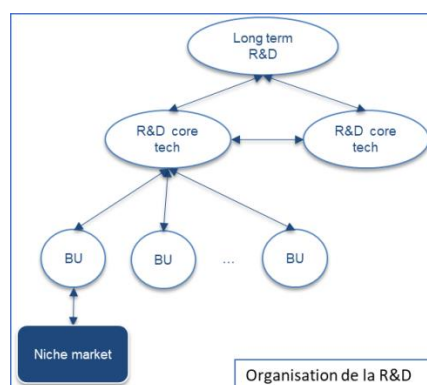 Long term
R&D
R&D core
tech
R&D core
tech
BU
BU
...
BU
Niche market
Organisation de la R&D